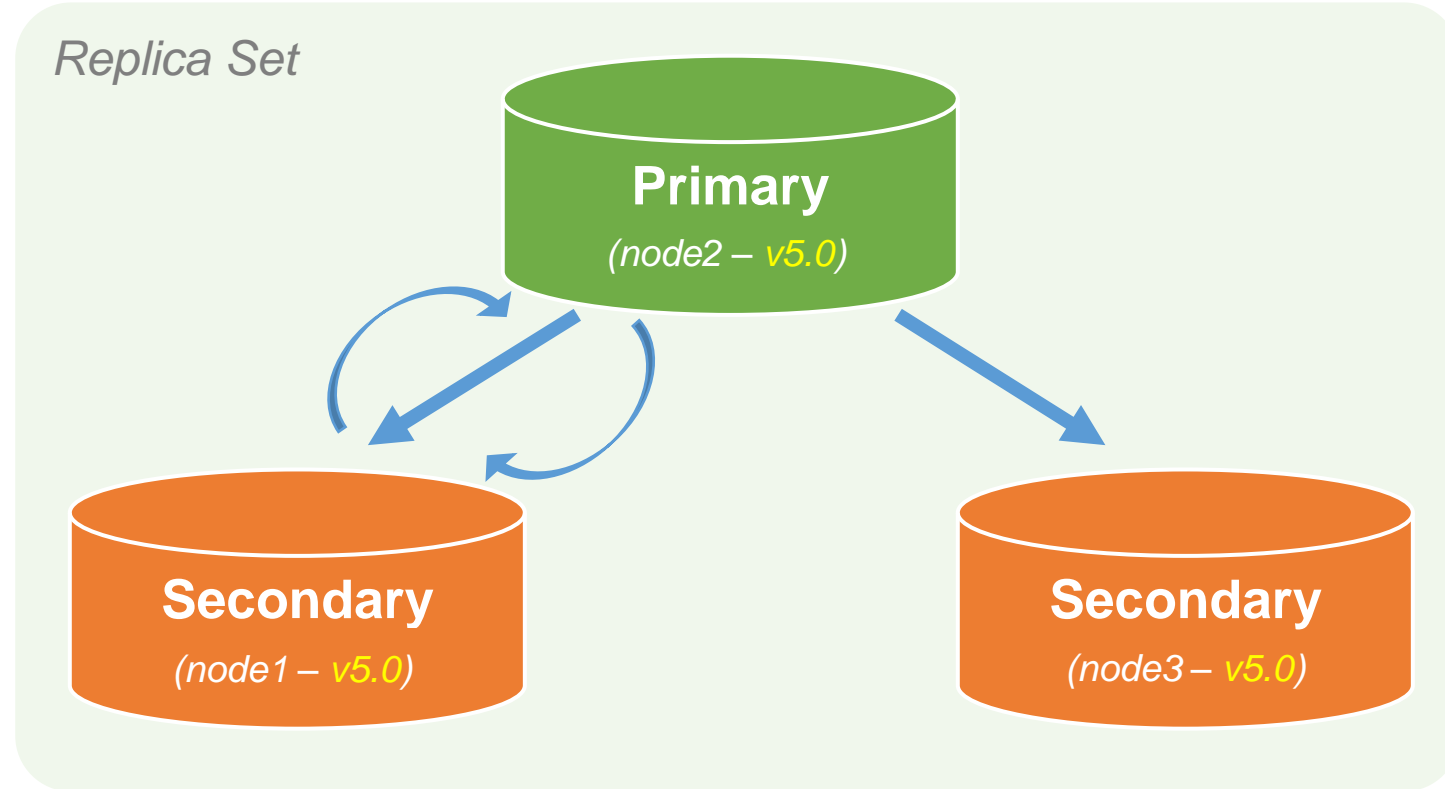 Replica Set
Primary
(node2 – v5.0)
Secondary
(node1 – v5.0)
Secondary
(node3 – v5.0)